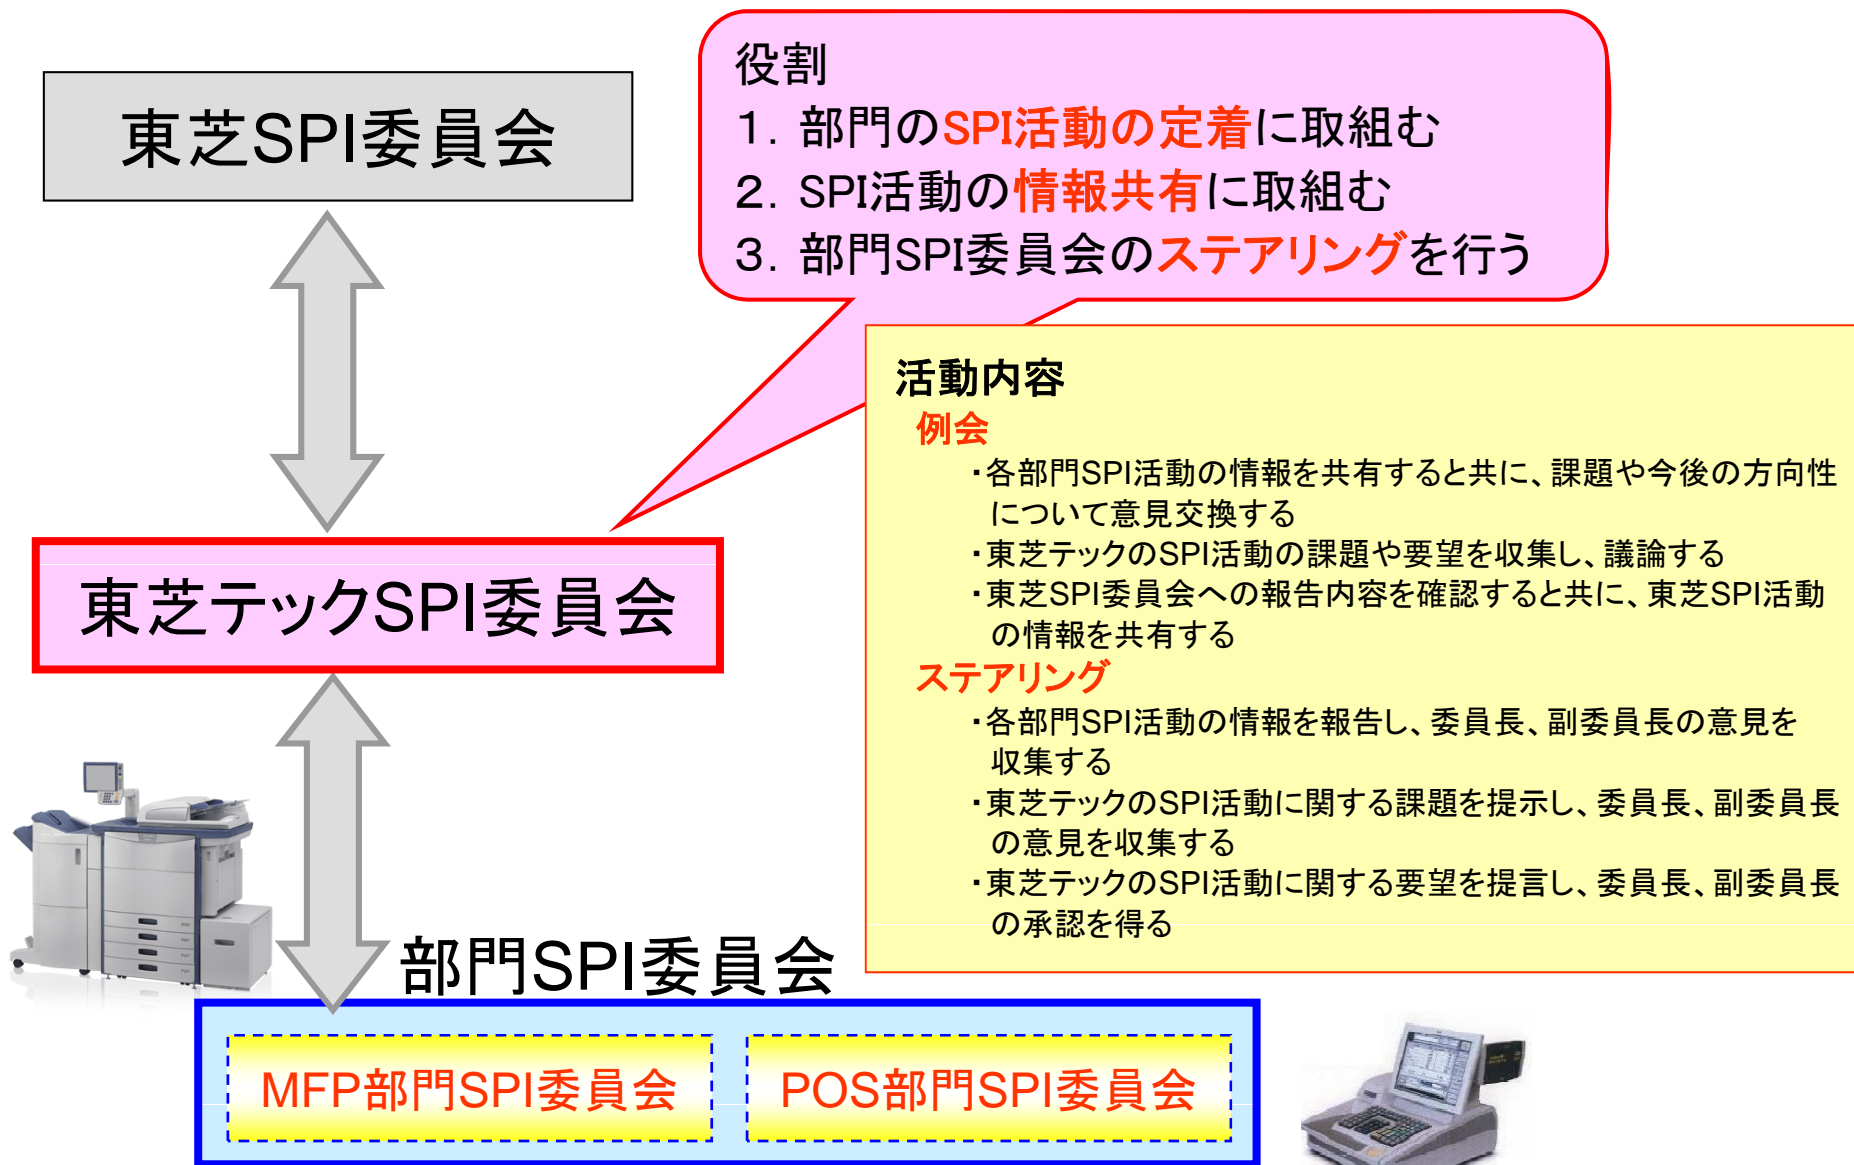 東芝SPI委員会
役割
１．部門のSPI活動の定着に取組む
２．SPI活動の情報共有に取組む
３．部門SPI委員会のステアリングを行う
東芝テックSPI委員会
活動内容
例会
・各部門SPI活動の情報を共有すると共に、課題や今後の方向性
について意見交換する
・東芝テックのSPI活動の課題や要望を収集し、議論する
・東芝SPI委員会への報告内容を確認すると共に、東芝SPI活動
の情報を共有する
ステアリング
・各部門SPI活動の情報を報告し、委員長、副委員長の意見を
収集する
・東芝テックのSPI活動に関する課題を提示し、委員長、副委員長
の意見を収集する
・東芝テックのSPI活動に関する要望を提言し、委員長、副委員長
の承認を得る
部門SPI委員会
MFP部門SPI委員会
POS部門SPI委員会